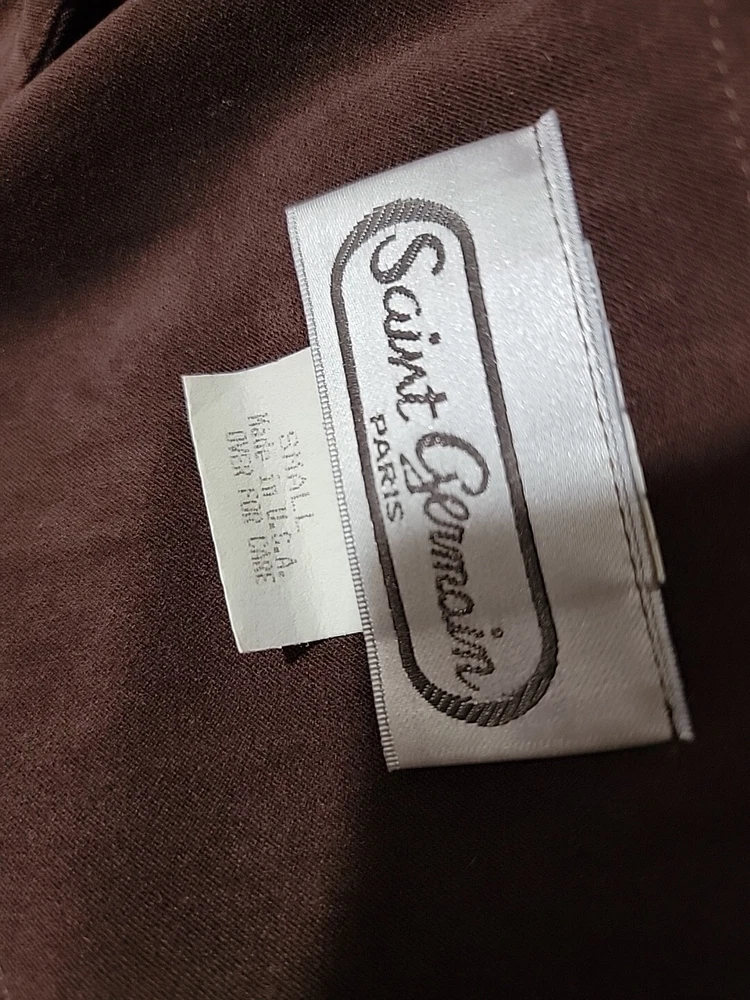 Saint Germain
PARIS
SMALL
Made in U.S.A.
OVER FOR CARE